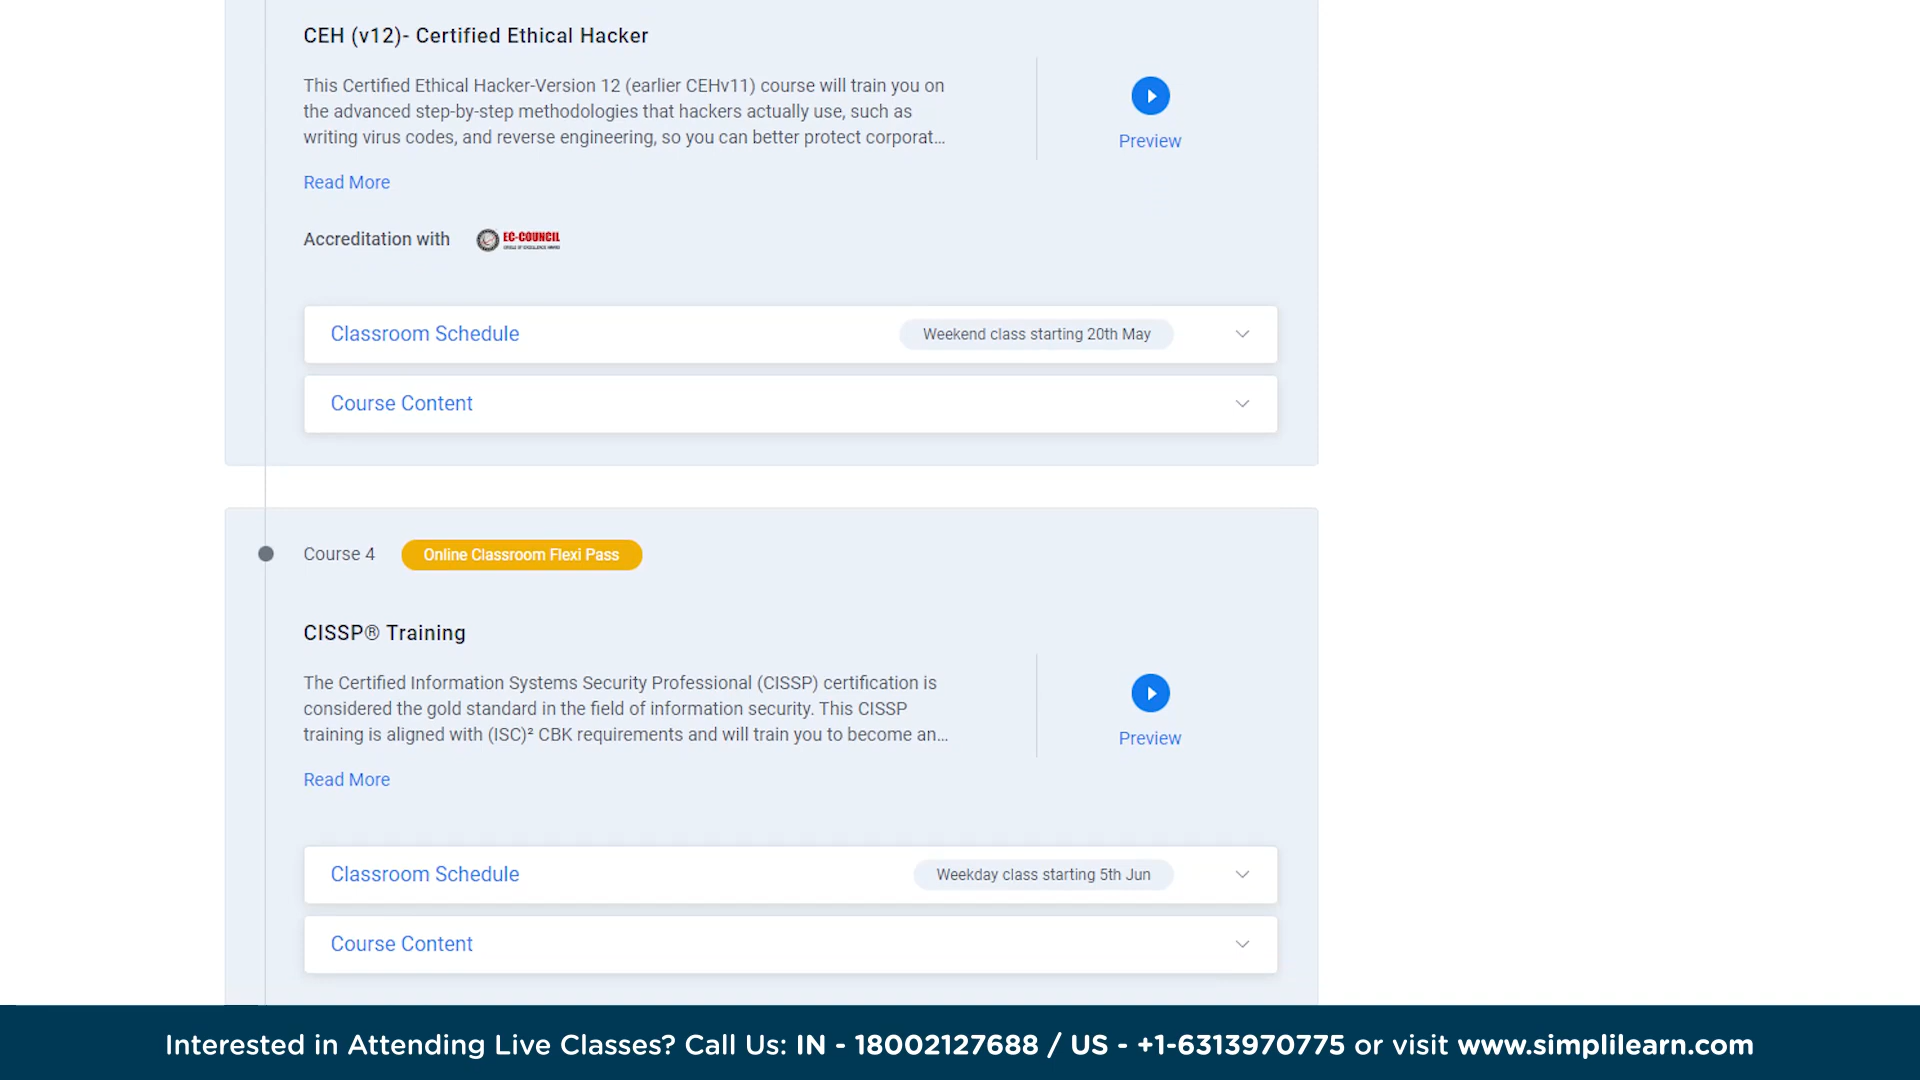 CEH (v12)- Certified Ethical Hacker
This Certified Ethical Hacker-Version 12 (earlier CEHv11) course will train you on
the advanced step-by-step methodologies that hackers actually use, such as
writing virus codes, and reverse engineering, so you can better protect corporat...
Preview
Read More
Accreditation with EC-COUNCIL
Classroom Schedule Weekend class starting 20th May
Course Content
Course 4 Online Classroom Flexi Pass
CISSP® Training
The Certified Information Systems Security Professional (CISSP) certification is
considered the gold standard in the field of information security. This CISSP
training is aligned with (ISC)² CBK requirements and will train you to become an...
Preview
Read More
Classroom Schedule Weekday class starting 5th Jun
Course Content
Interested in Attending Live Classes? Call Us: IN - 18002127688 / US - +1-6313970775 or visit www.simplilearn.com